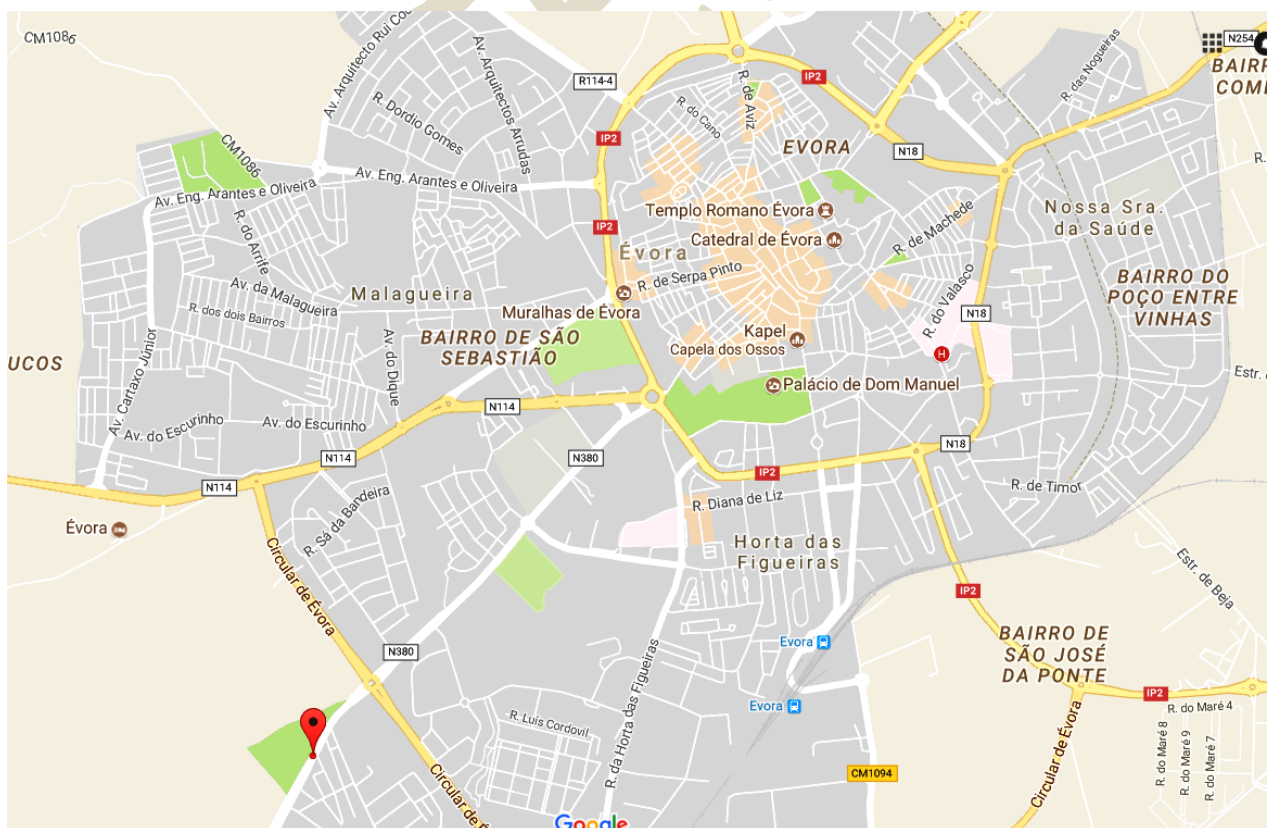 CM1086
Av. Arquitecto Rui Cou
Av. Arquitectos Arrudas
R114-4
IP2
R. de Aviz
N254
BAIRR
COME
R. das Nogueiras
R. Dordio Gomes
R. do Cano
IP2
EVORA
N18
CM1086
Av. Eng. Arantes e Oliveira
Av. Eng. Arantes e Oliveira
Templo Romano Évora
Nossa Sra.
da Saúde
R. do Arrife
IP2
Catedral de Évora
R. de Machede
Évora
R. de Serpa Pinto
BAIRRO DO
POÇO ENTRE
VINHAS
Av. da Malagueira
Malagueira
R. dos dois Bairros
Muralhas de Évora
R. do Valasco
N18
Kapel
Capela dos Ossos
BAIRRO DE SÃO
SEBASTIÃO
H
UCOS
Av. Cartaxo Júnior
Av. do Dique
Palácio de Dom Manuel
Estr. d
N114
Av. do Escurinho
Av. do Escurinho
N114
N380
IP2
N18
N114
R. Sá da Bandeira
R. Diana de Liz
R. de Timor
Évora
Horta das
Figueiras
Circular de Évora
Estr. de Beja
IP2
BAIRRO DE
SÃO JOSÉ
DA PONTE
N380
Evora
R. da Horta das Figueiras
Evora
IP2
R. do Maré 4
R. Luís Cordovil
R. do Maré 8
R. do Maré 9
R. do Maré 7
Circular de É
CM1094
Circular de Évora
Google